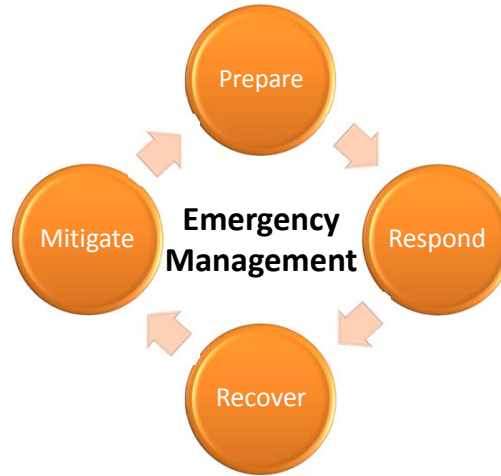 Prepare
Mitigate
Emergency
Management
Respond
Recover